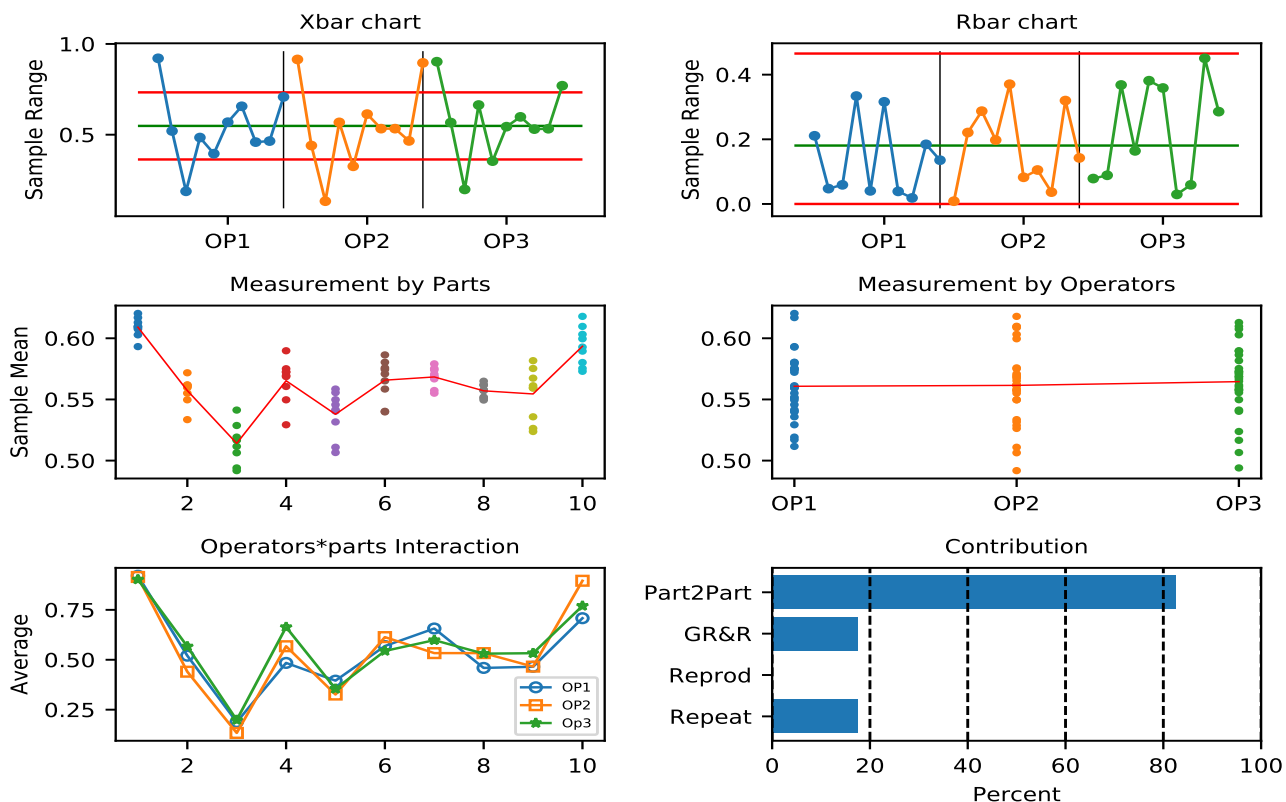 Xbar chart
Sample Range
1.0
0.5
OP1 OP2 OP3
Rbar chart
Sample Range
0.4
0.2
0.0
OP1 OP2 OP3
Measurement by Parts
Sample Mean
0.60
0.55
0.50
2 4 6 8 10
Measurement by Operators
0.60
0.55
0.50
OP1 OP2 OP3
Operators*parts Interaction
Average
0.75
0.50
0.25
OP1
OP2
Op3
2 4 6 8 10
Contribution
Part2Part
GR&R
Reprod
Repeat
0 20 40 60 80 100
Percent